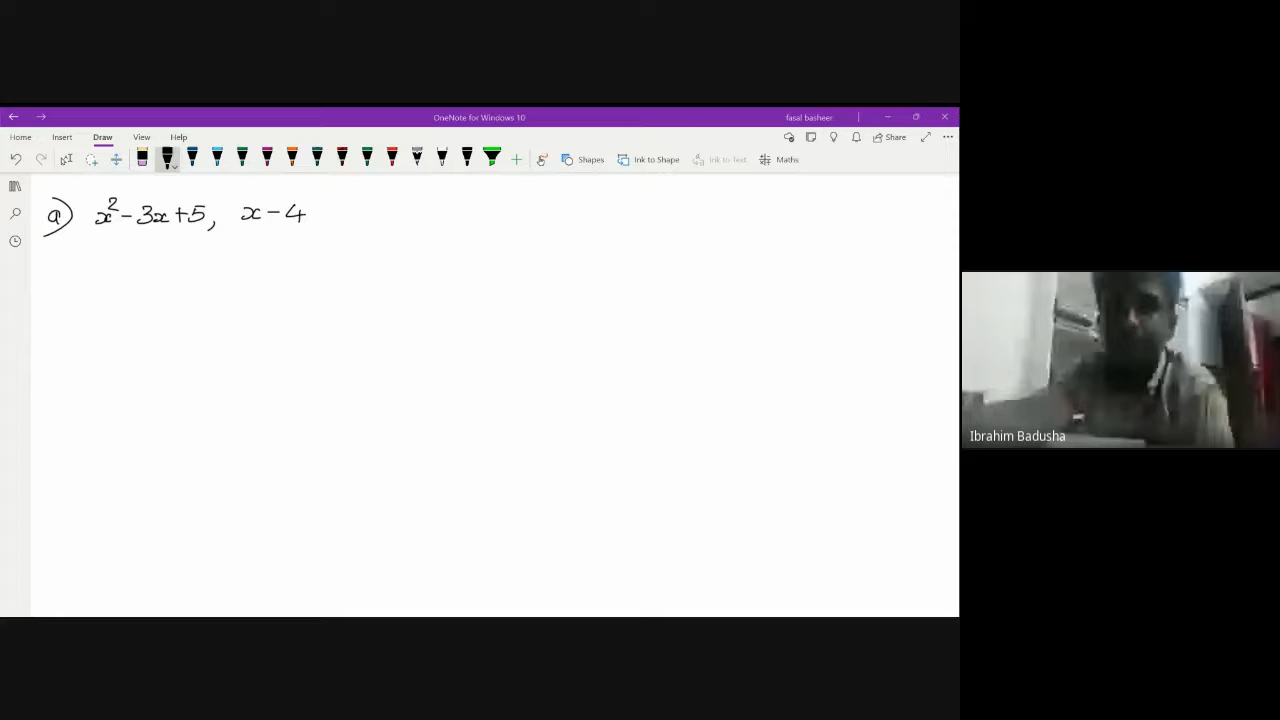 OneNote for Windows 10
fasal basheer
Home Insert Draw View Help
Share
Shapes Ink to Shape Ink to Text Maths
a) x² - 3x + 5, x - 4
Ibrahim Badusha